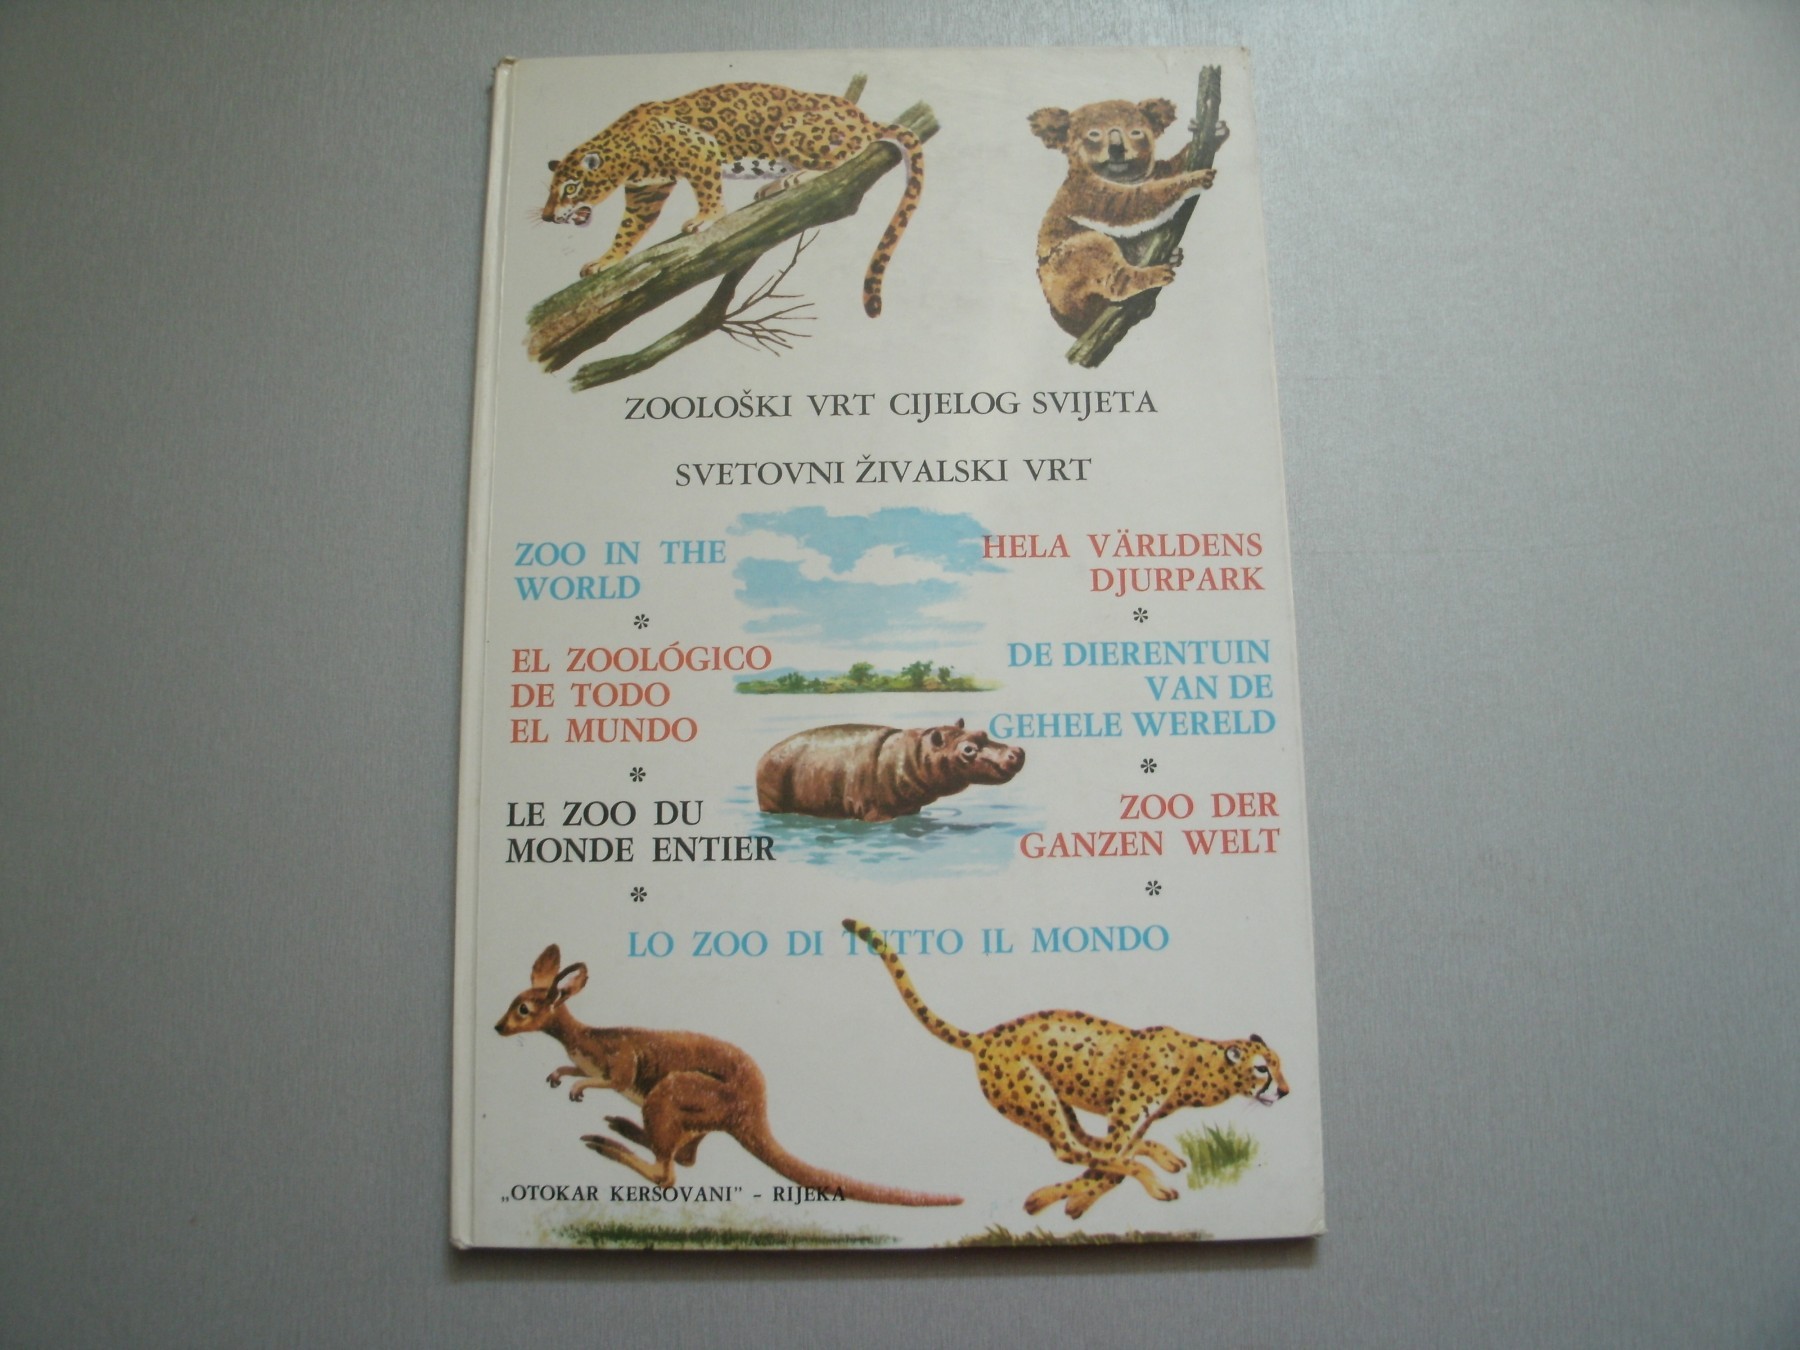 ZOOLOŠKI VRT CIJELOG SVIJETA
SVETOVNI ŽIVALSKI VRT
ZOO IN THE
WORLD
*
EL ZOOLÓGICO
DE TODO
EL MUNDO
*
LE ZOO DU
MONDE ENTIER
*
HELA VÄRLDENS
DJURPARK
*
DE DIERENTUIN
VAN DE
GEHELE WERELD
*
ZOO DER
GANZEN WELT
*
LO ZOO DI TUTTO IL MONDO
„OTOKAR KERSOVANI” - RIJEKA